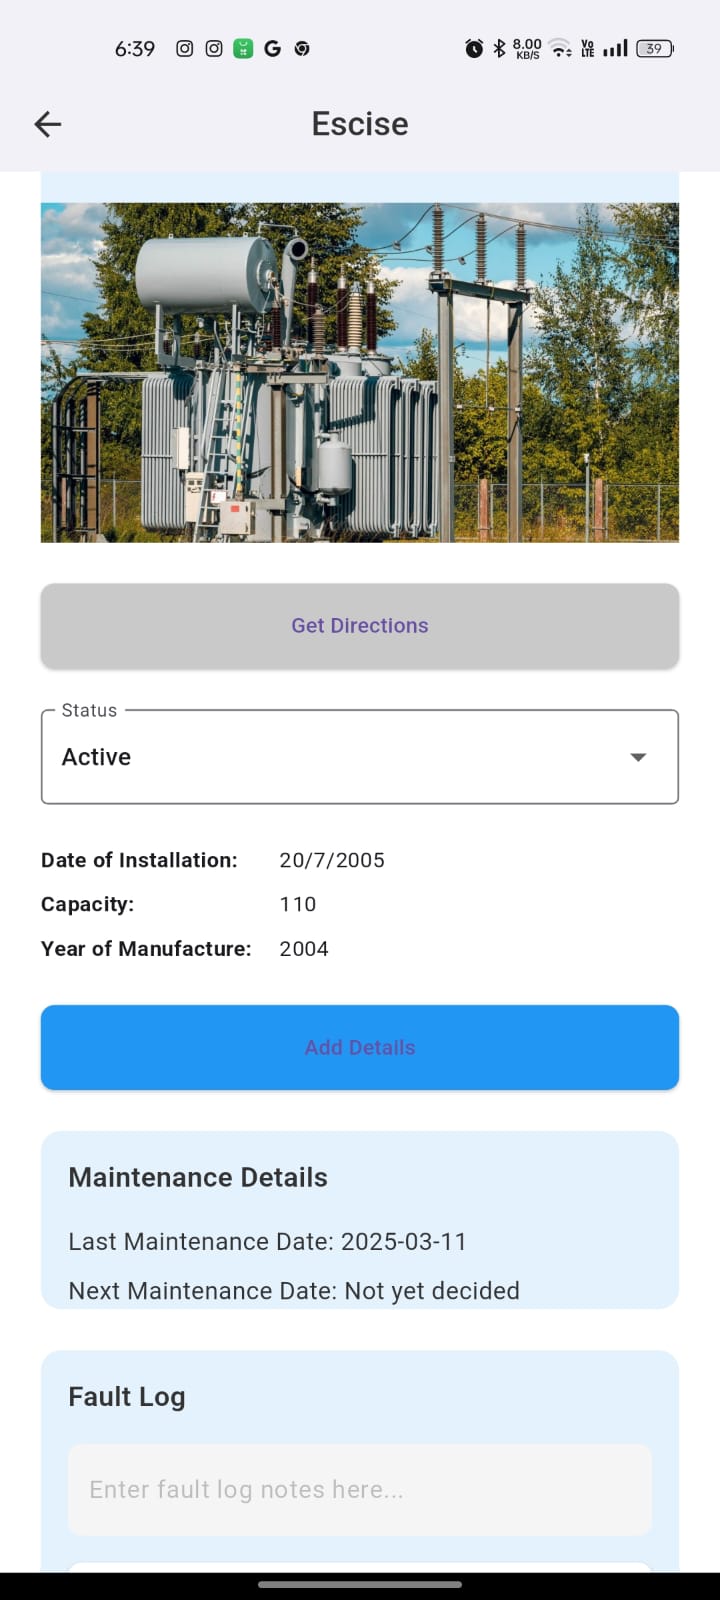 6:39 G 8.00 KB/S Vo LTE 39
Escise
Get Directions
Status
Active
Date of Installation: 20/7/2005
Capacity: 110
Year of Manufacture: 2004
Add Details
Maintenance Details
Last Maintenance Date: 2025-03-11
Next Maintenance Date: Not yet decided
Fault Log
Enter fault log notes here...